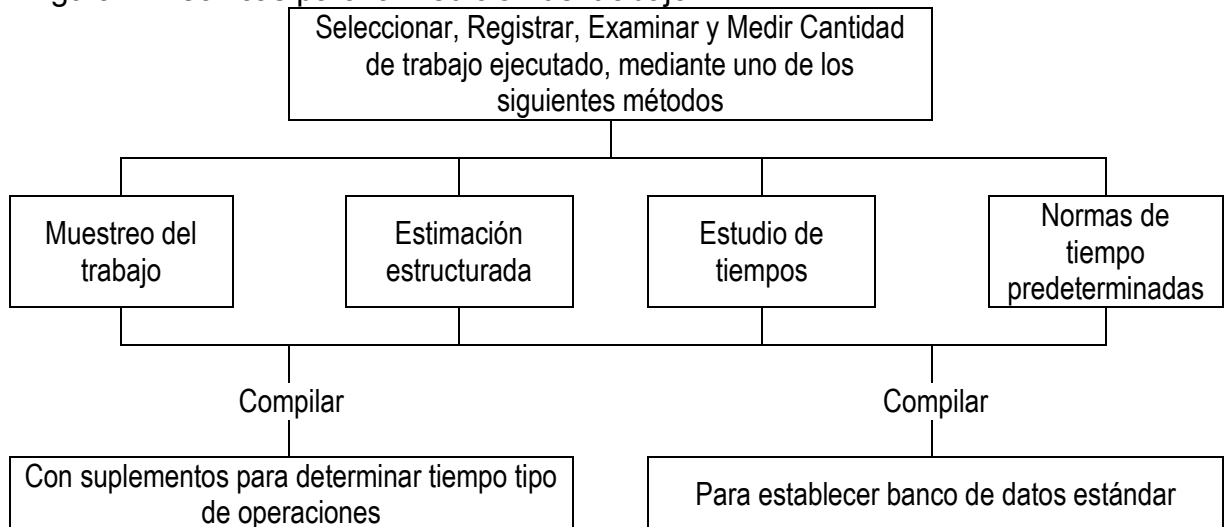 Seleccionar, Registrar, Examinar y Medir Cantidad
de trabajo ejecutado, mediante uno de los
siguientes métodos
Muestreo del
trabajo
Estimación
estructurada
Estudio de
tiempos
Normas de
tiempo
predeterminadas
Compilar
Compilar
Con suplementos para determinar tiempo tipo
de operaciones
Para establecer banco de datos estándar